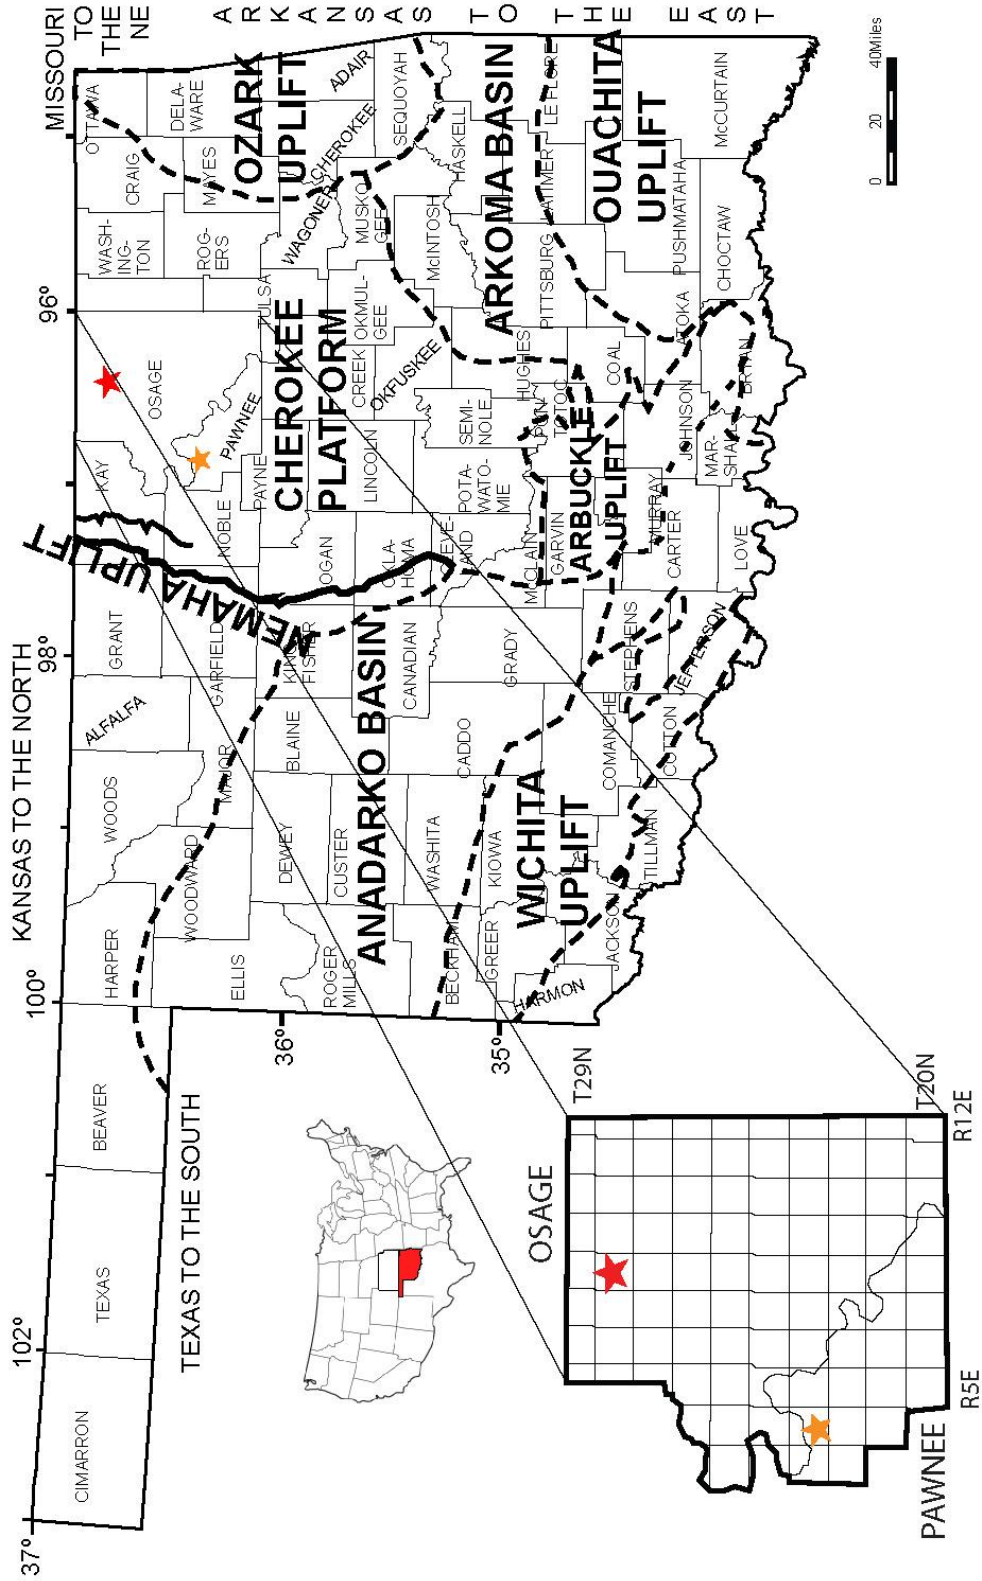 KANSAS TO THE NORTH
MISSOURI
TO
THE
NE
ARKANSAS TO THE EAST
TEXAS TO THE SOUTH
37°
102°
100°
98°
96°
36°
35°
CIMARRON
TEXAS
BEAVER
HARPER
WOODS
ALFALFA
GRANT
KAY
OSAGE
WASH-
ING-
TON
CRAIG
OTTAWA
ELLIS
WOODWARD
MAJOR
GARFIELD
NOBLE
PAWNEE
ROG-
ERS
MAYES
DELA-
WARE
NEMAHA UPLIFT
ROGER
MILLS
DEWEY
CUSTER
BLAINE
KING
FISHER
LOGAN
PAYNE
LINCOLN
CREEK
TULSA
WAGONER
CHEROKEE
ADAIR
CHEROKEE
PLATFORM
OZARK
UPLIFT
ANADARKO BASIN
BECKHAM
WASHITA
CADDO
CANADIAN
OKLA-
HOMA
CLEVE-
LAND
POTA-
WATO-
MIE
SEMI-
NOLE
OKFUSKEE
OKMUL-
GEE
MUSKO
GEE
McINTOSH
SEQUOYAH
HASKELL
HARMON
GREER
KIOWA
GRADY
McCLAIN
GARVIN
PON-
TOTOC
HUGHES
PITTSBURG
LATIMER
LE FLORE
ARKOMA BASIN
WICHITA
UPLIFT
ARBUCKLE
UPLIFT
OUACHITA
UPLIFT
JACKSON
TILLMAN
COMANCHE
COTTON
STEPHENS
JEFFERSON
MURRAY
CARTER
LOVE
JOHNSON
MAR-
SHALL
COAL
ATOKA
BRYAN
PUSHMATAHA
CHOCTAW
McCURTAIN
0 20 40Miles
OSAGE
PAWNEE
T29N
T20N
R5E
R12E